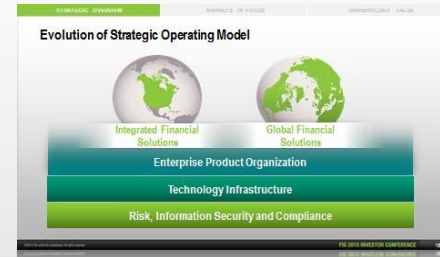 STRATEGIC OVERVIEW
MARKETS IN FOCUS
SHAREHOLDER VALUE
Evolution of Strategic Operating Model
Integrated Financial
Solutions
Global Financial
Solutions
Enterprise Product Organization
Technology Infrastructure
Risk, Information Security and Compliance
FIS 2015 INVESTOR CONFERENCE